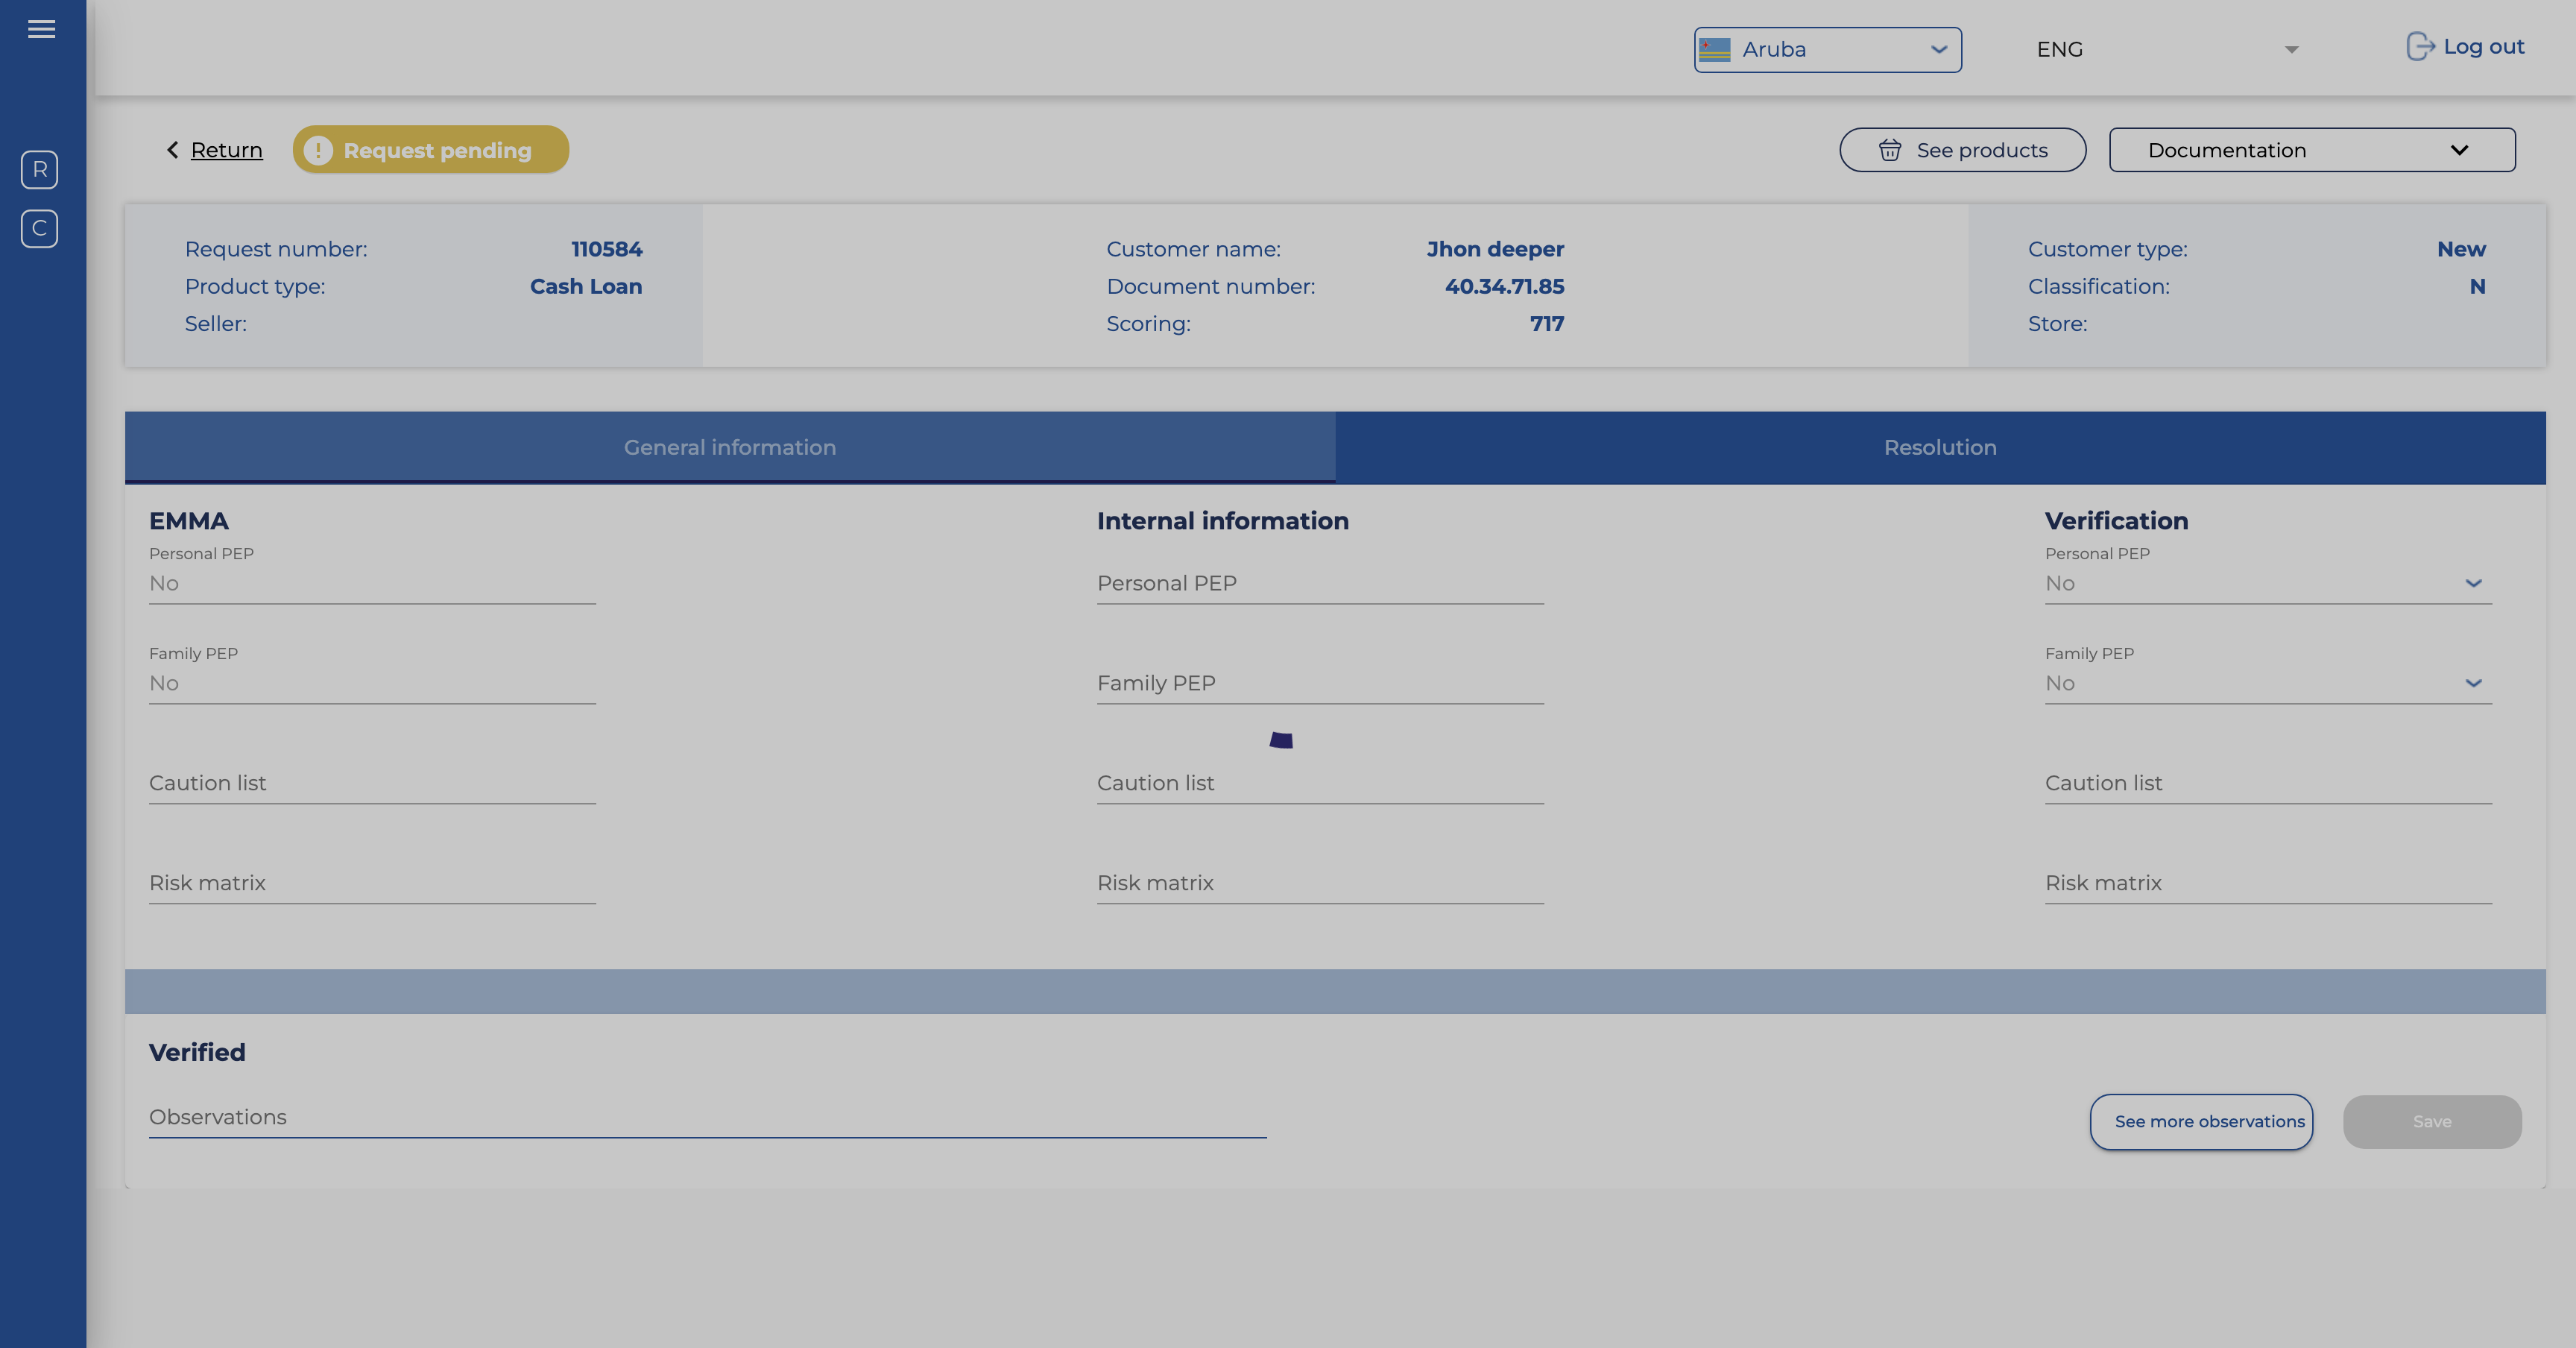 Aruba
ENG
Log out
R
C
Return
Request pending
See products
Documentation
Request number: 110584
Product type: Cash Loan
Seller:
Customer name: Jhon deeper
Document number: 40.34.71.85
Scoring: 717
Customer type: New
Classification: N
Store:
General information
Resolution
EMMA
Personal PEP
No
Family PEP
No
Caution list
Risk matrix
Internal information
Personal PEP
Family PEP
Caution list
Risk matrix
Verification
Personal PEP
No
Family PEP
No
Caution list
Risk matrix
Verified
Observations
See more observations
Save